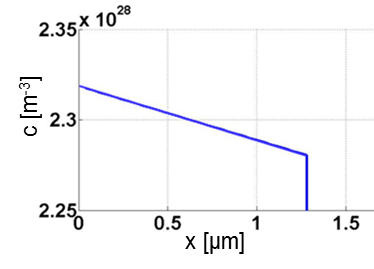 2.35 x 10^28
2.3
2.25
c [m^-3]
0 0.5 1 1.5
x [µm]